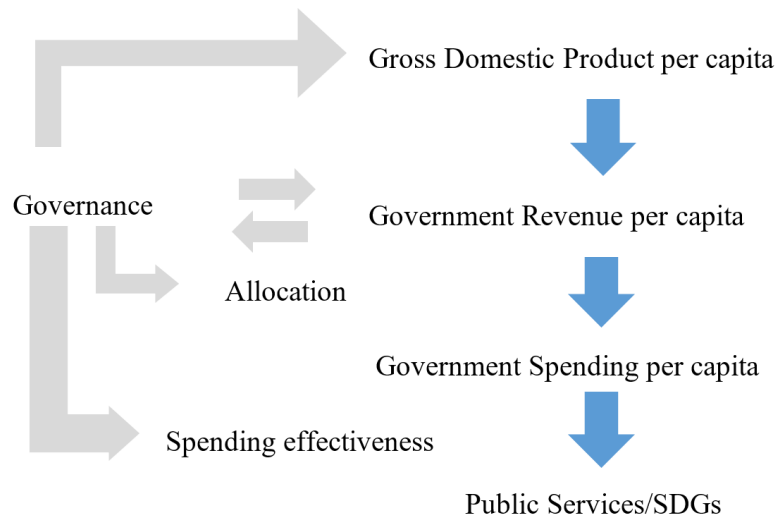 Gross Domestic Product per capita
Governance
Government Revenue per capita
Allocation
Government Spending per capita
Spending effectiveness
Public Services/SDGs